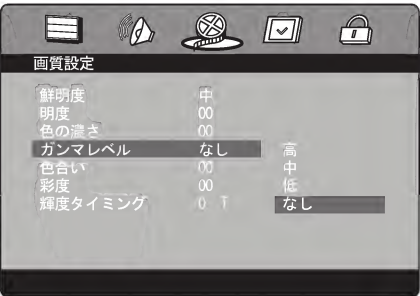 画質設定
鮮明度 中
明度 00
色の濃さ 00
ガンマレベル なし 高
色合い 00 中
彩度 00 低
輝度タイミング 0 T なし